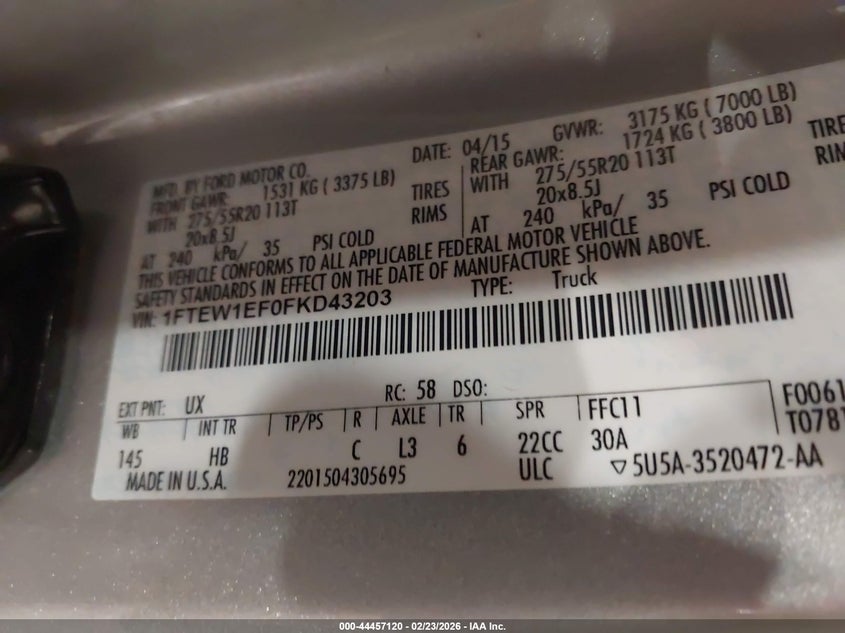 MFD. BY FORD MOTOR CO.
DATE: 04/15 GVWR: 3175 KG ( 7000 LB)
FRONT GAWR: 1531 KG ( 3375 LB)
REAR GAWR: 1724 KG ( 3800 LB)
WITH 275/55R20 113T TIRES
WITH 275/55R20 113T TIRE
20x8.5J RIMS
20x8.5J RIM
AT 240 kPa/ 35 PSI COLD
AT 240 kPa/ 35 PSI COLD
THIS VEHICLE CONFORMS TO ALL APPLICABLE FEDERAL MOTOR VEHICLE
SAFETY STANDARDS IN EFFECT ON THE DATE OF MANUFACTURE SHOWN ABOVE.
VIN: 1FTEW1EF0FKD43203 TYPE: Truck
EXT PNT: UX RC: 58 DSO:
WB INT TR TP/PS R AXLE TR SPR FFC11 F0061
145 HB C L3 6 22CC 30A T0781
MADE IN U.S.A. 2201504305695 ULC ▽5U5A-3520472-AA
000-44457120 - 02/23/2026 - IAA Inc.